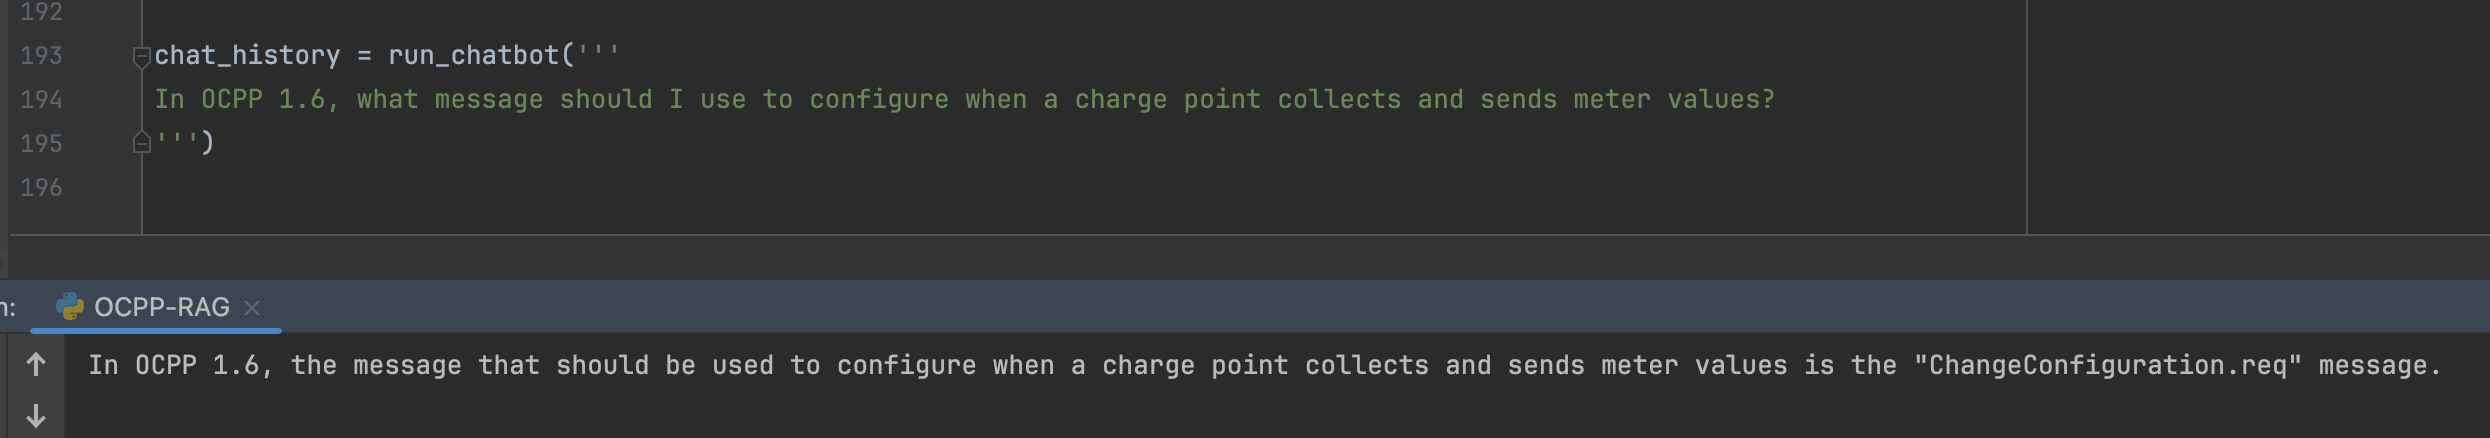 192
193 chat_history = run_chatbot('''
194 In OCPP 1.6, what message should I use to configure when a charge point collects and sends meter values?
195 ''')
196
n: OCPP-RAG ×
In OCPP 1.6, the message that should be used to configure when a charge point collects and sends meter values is the "ChangeConfiguration.req" message.